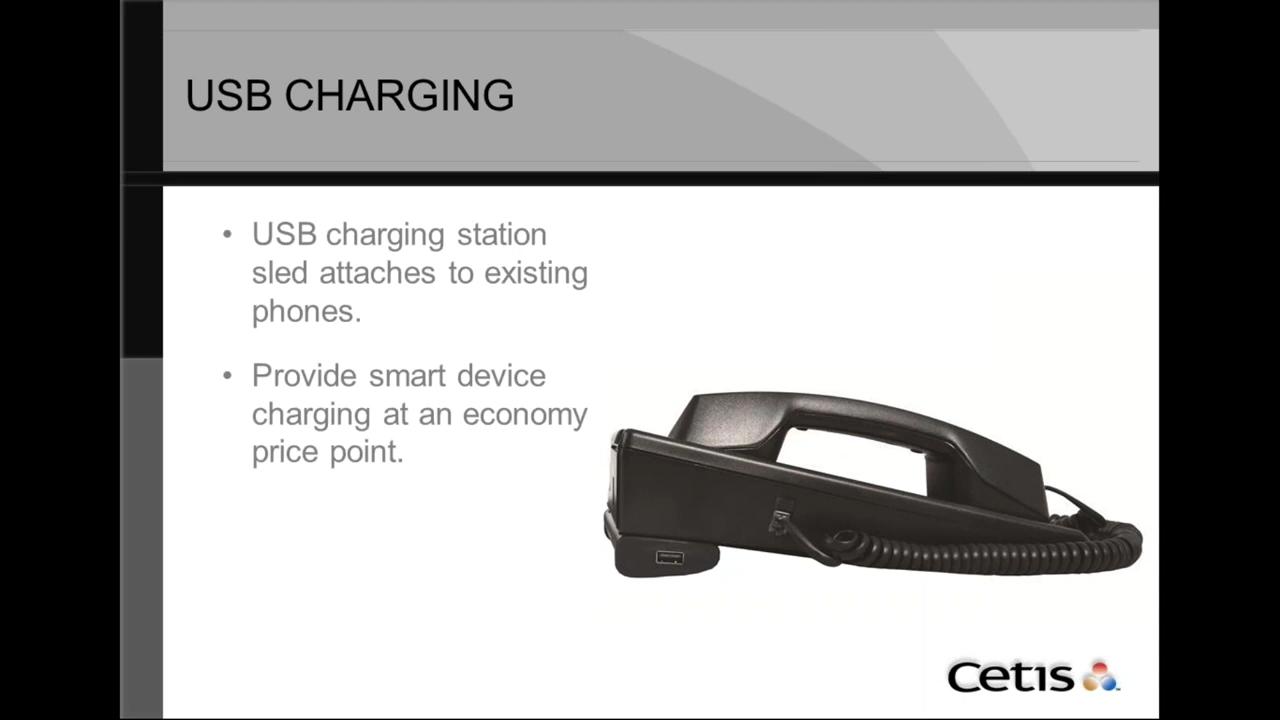 USB CHARGING
• USB charging station
sled attaches to existing
phones.
• Provide smart device
charging at an economy
price point.
Cetis